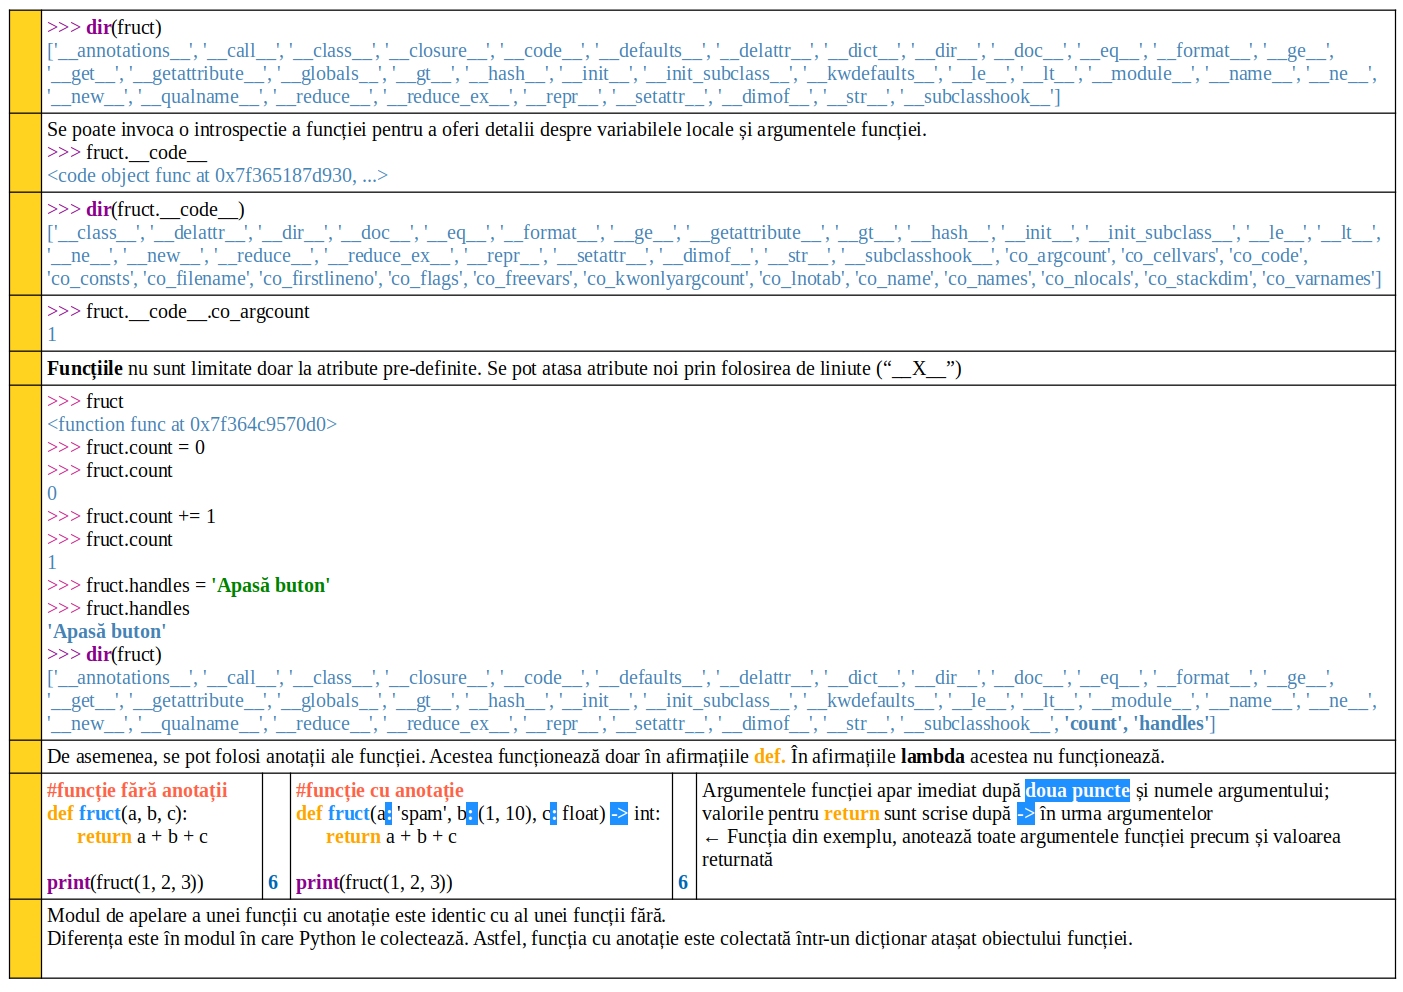 >>> dir(fruct)
['__annotations__', '__call__', '__class__', '__closure__', '__code__', '__defaults__', '__delattr__', '__dict__', '__dir__', '__doc__', '__eq__', '__format__', '__ge__',
'__get__', '__getattribute__', '__globals__', '__gt__', '__hash__', '__init__', '__init_subclass__', '__kwdefaults__', '__le__', '__lt__', '__module__', '__name__', '__ne__',
'__new__', '__qualname__', '__reduce__', '__reduce_ex__', '__repr__', '__setattr__', '__dimof__', '__str__', '__subclasshook__']
Se poate invoca o introspectie a funcției pentru a oferi detalii despre variabilele locale și argumentele funcției.
>>> fruct.__code__
<code object func at 0x7f365187d930, ...>
>>> dir(fruct.__code__)
['__class__', '__delattr__', '__dir__', '__doc__', '__eq__', '__format__', '__ge__', '__getattribute__', '__gt__', '__hash__', '__init__', '__init_subclass__', '__le__', '__lt__',
'__ne__', '__new__', '__reduce__', '__reduce_ex__', '__repr__', '__setattr__', '__dimof__', '__str__', '__subclasshook__', 'co_argcount', 'co_cellvars', 'co_code',
'co_consts', 'co_filename', 'co_firstlineno', 'co_flags', 'co_freevars', 'co_kwonlyargcount', 'co_lnotab', 'co_name', 'co_names', 'co_nlocals', 'co_stackdim', 'co_varnames']
>>> fruct.__code__.co_argcount
1
Funcțiile nu sunt limitate doar la atribute pre-definite. Se pot atasa atribute noi prin folosirea de liniute (“__X__”)
>>> fruct
<function func at 0x7f364c9570d0>
>>> fruct.count = 0
>>> fruct.count
0
>>> fruct.count += 1
>>> fruct.count
1
>>> fruct.handles = 'Apasă buton'
>>> fruct.handles
'Apasă buton'
>>> dir(fruct)
['__annotations__', '__call__', '__class__', '__closure__', '__code__', '__defaults__', '__delattr__', '__dict__', '__dir__', '__doc__', '__eq__', '__format__', '__ge__',
'__get__', '__getattribute__', '__globals__', '__gt__', '__hash__', '__init__', '__init_subclass__', '__kwdefaults__', '__le__', '__lt__', '__module__', '__name__', '__ne__',
'__new__', '__qualname__', '__reduce__', '__reduce_ex__', '__repr__', '__setattr__', '__dimof__', '__str__', '__subclasshook__', 'count', 'handles']
De asemenea, se pot folosi anotații ale funcției. Acestea funcționează doar în afirmațiile def. În afirmațiile lambda acestea nu funcționează.
#funcție fără anotații
def fruct(a, b, c):
return a + b + c
print(fruct(1, 2, 3))
6
#funcție cu anotație
def fruct(a: 'spam', b: (1, 10), c: float) -> int:
return a + b + c
print(fruct(1, 2, 3))
6
Argumentele funcției apar imediat după doua puncte și numele argumentului;
valorile pentru return sunt scrise după -> în urma argumentelor
← Funcția din exemplu, anotează toate argumentele funcției precum și valoarea
returnată
Modul de apelare a unei funcții cu anotație este identic cu al unei funcții fără.
Diferența este în modul în care Python le colectează. Astfel, funcția cu anotație este colectată într-un dicționar atașat obiectului funcției.